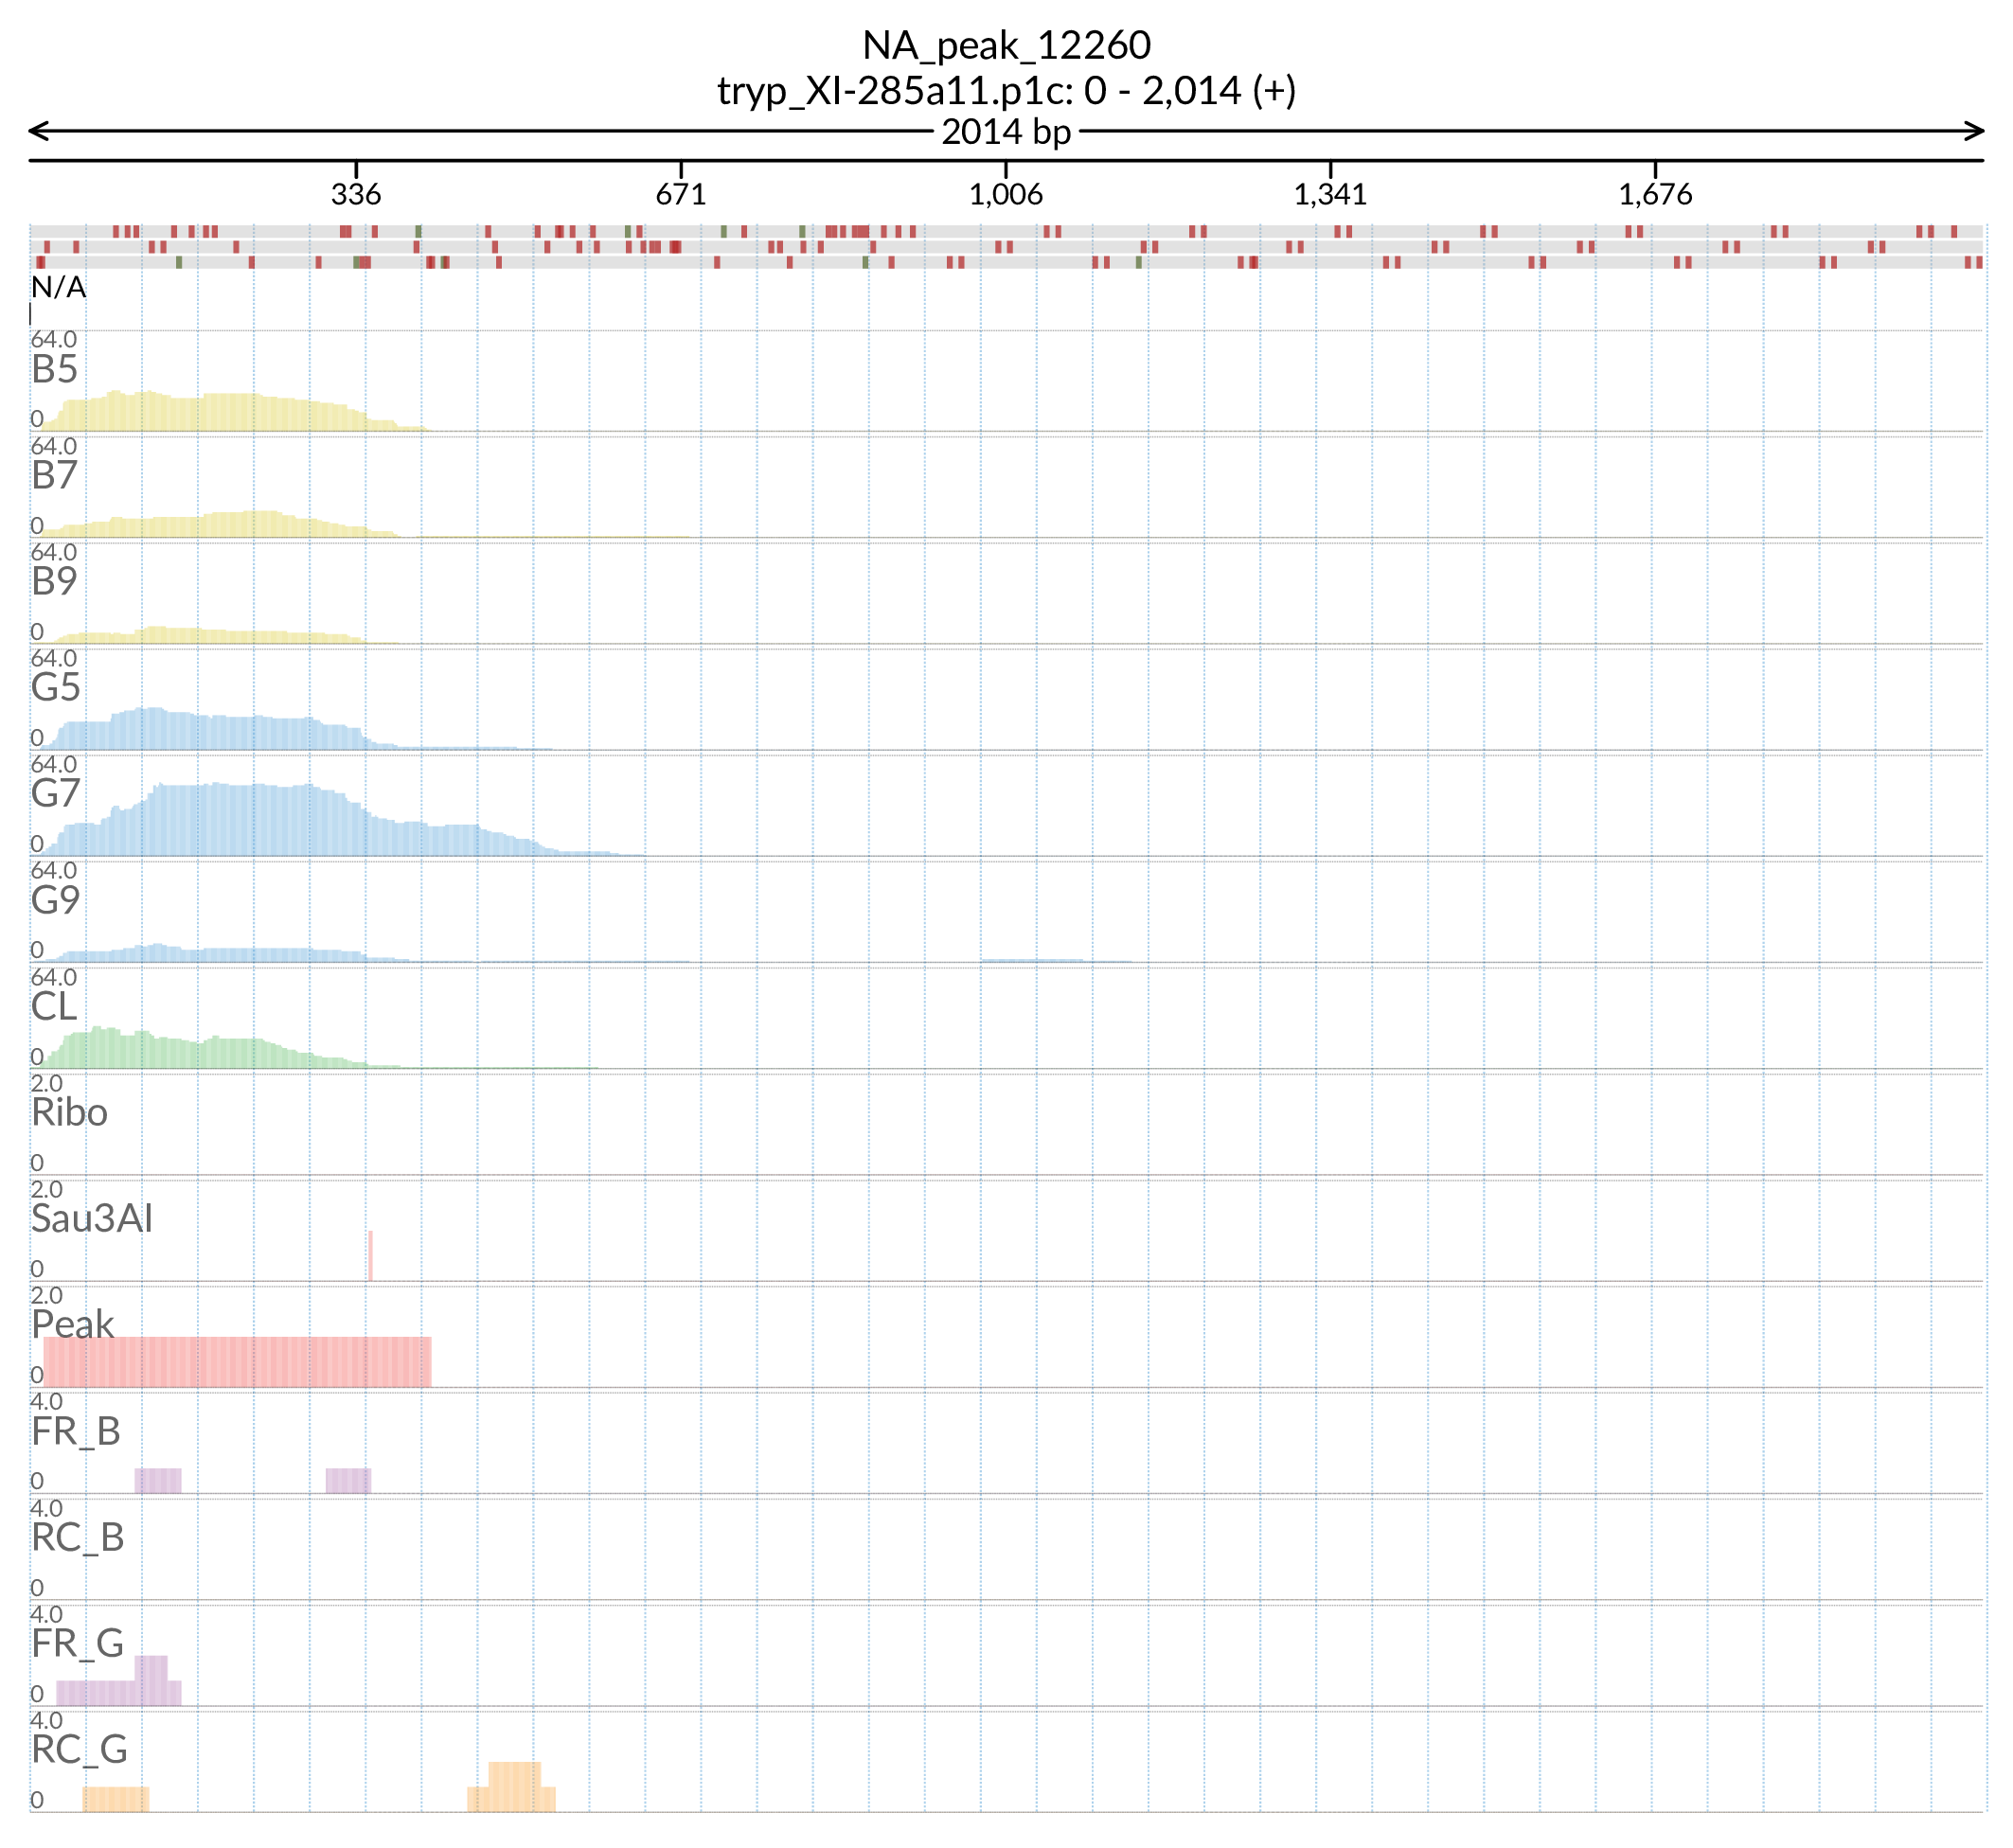 NA_peak_12260
tryp_XI-285a11.p1c: 0 - 2,014 (+)
2014 bp
336 671 1,006 1,341 1,676
N/A
64.0
B5
0
64.0
B7
0
64.0
B9
0
64.0
G5
0
64.0
G7
0
64.0
G9
0
64.0
CL
0
2.0
Ribo
0
2.0
Sau3AI
0
2.0
Peak
0
4.0
FR_B
0
4.0
RC_B
0
4.0
FR_G
0
4.0
RC_G
0